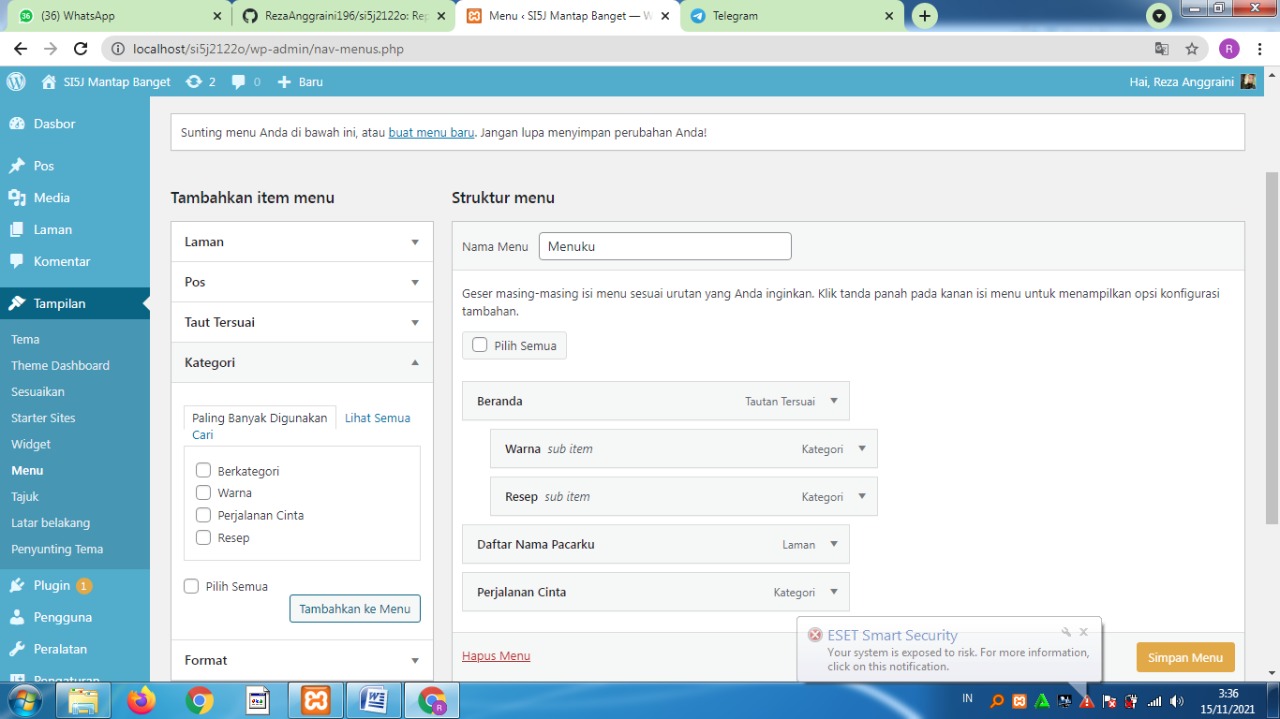 (36) WhatsApp
RezaAnggraini196/si5j2122o: Rep
Menu ‹ SI5J Mantap Banget — W
Telegram
localhost/si5j2122o/wp-admin/nav-menus.php
R
SI5J Mantap Banget
2
0
Baru
Hai, Reza Anggraini
Dasbor
Pos
Media
Laman
Komentar
Tampilan
Tema
Theme Dashboard
Sesuaikan
Starter Sites
Widget
Menu
Tajuk
Latar belakang
Penyunting Tema
Plugin 1
Pengguna
Peralatan
Pengaturan
Sunting menu Anda di bawah ini, atau buat menu baru. Jangan lupa menyimpan perubahan Anda!
Tambahkan item menu
Laman
Pos
Taut Tersuai
Kategori
Paling Banyak Digunakan
Lihat Semua
Cari
Berkategori
Warna
Perjalanan Cinta
Resep
Pilih Semua
Tambahkan ke Menu
Format
Struktur menu
Nama Menu
Menuku
Geser masing-masing isi menu sesuai urutan yang Anda inginkan. Klik tanda panah pada kanan isi menu untuk menampilkan opsi konfigurasi
tambahan.
Pilih Semua
Beranda Tautan Tersuai
Warna sub item Kategori
Resep sub item Kategori
Daftar Nama Pacarku Laman
Perjalanan Cinta Kategori
Hapus Menu
Simpan Menu
ESET Smart Security
Your system is exposed to risk. For more information,
click on this notification.
IN
3:36
15/11/2021